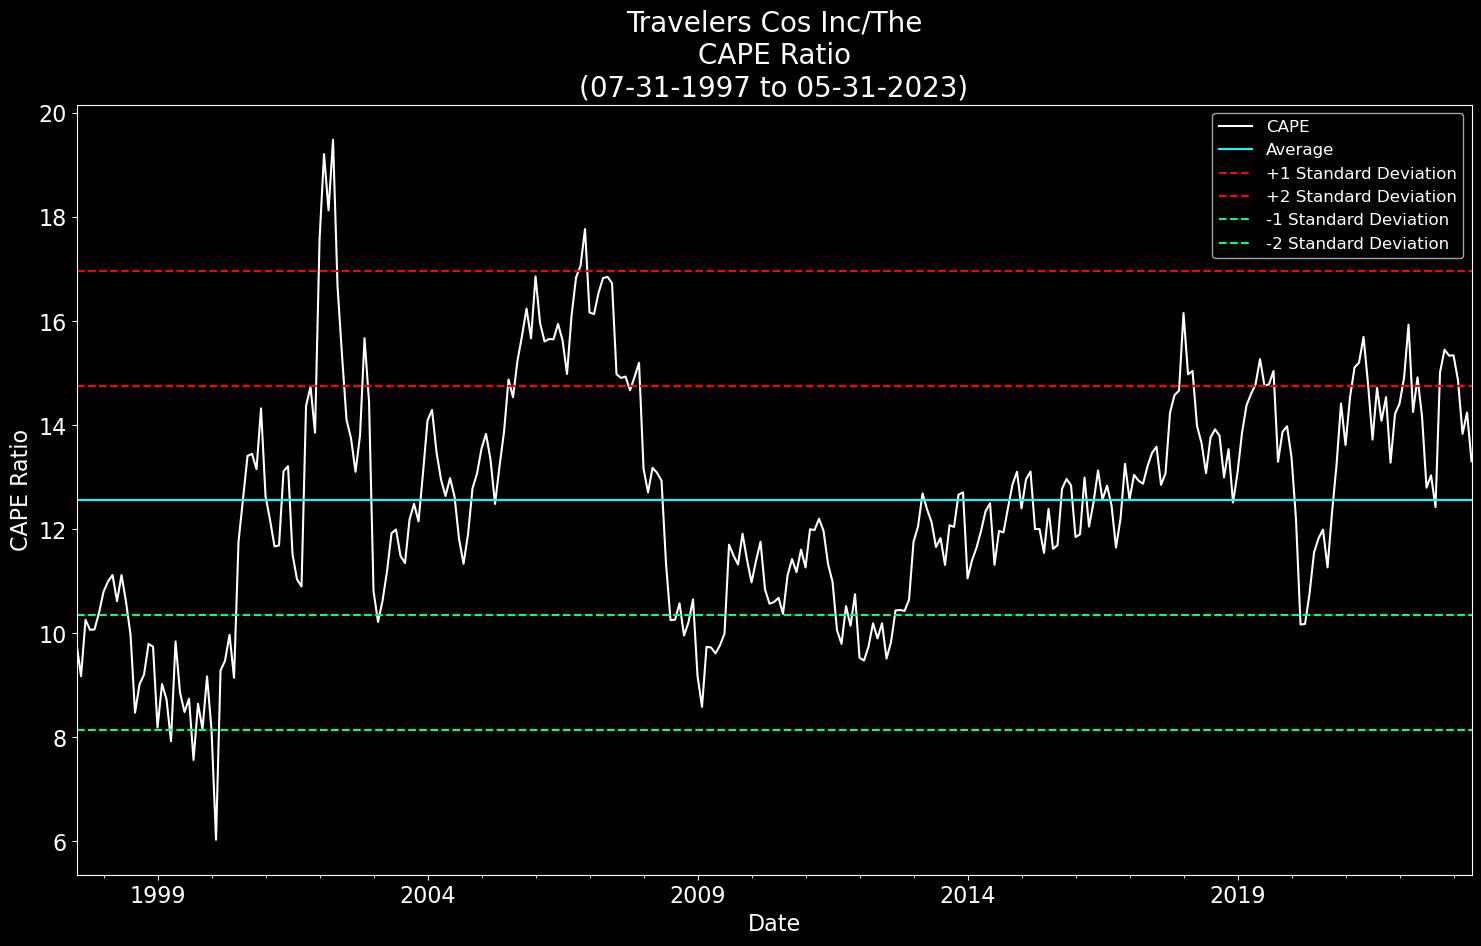 Travelers Cos Inc/The
CAPE Ratio
(07-31-1997 to 05-31-2023)
CAPE
Average
+1 Standard Deviation
+2 Standard Deviation
-1 Standard Deviation
-2 Standard Deviation
CAPE Ratio
20
18
16
14
12
10
8
6
1999
2004
2009
2014
2019
Date